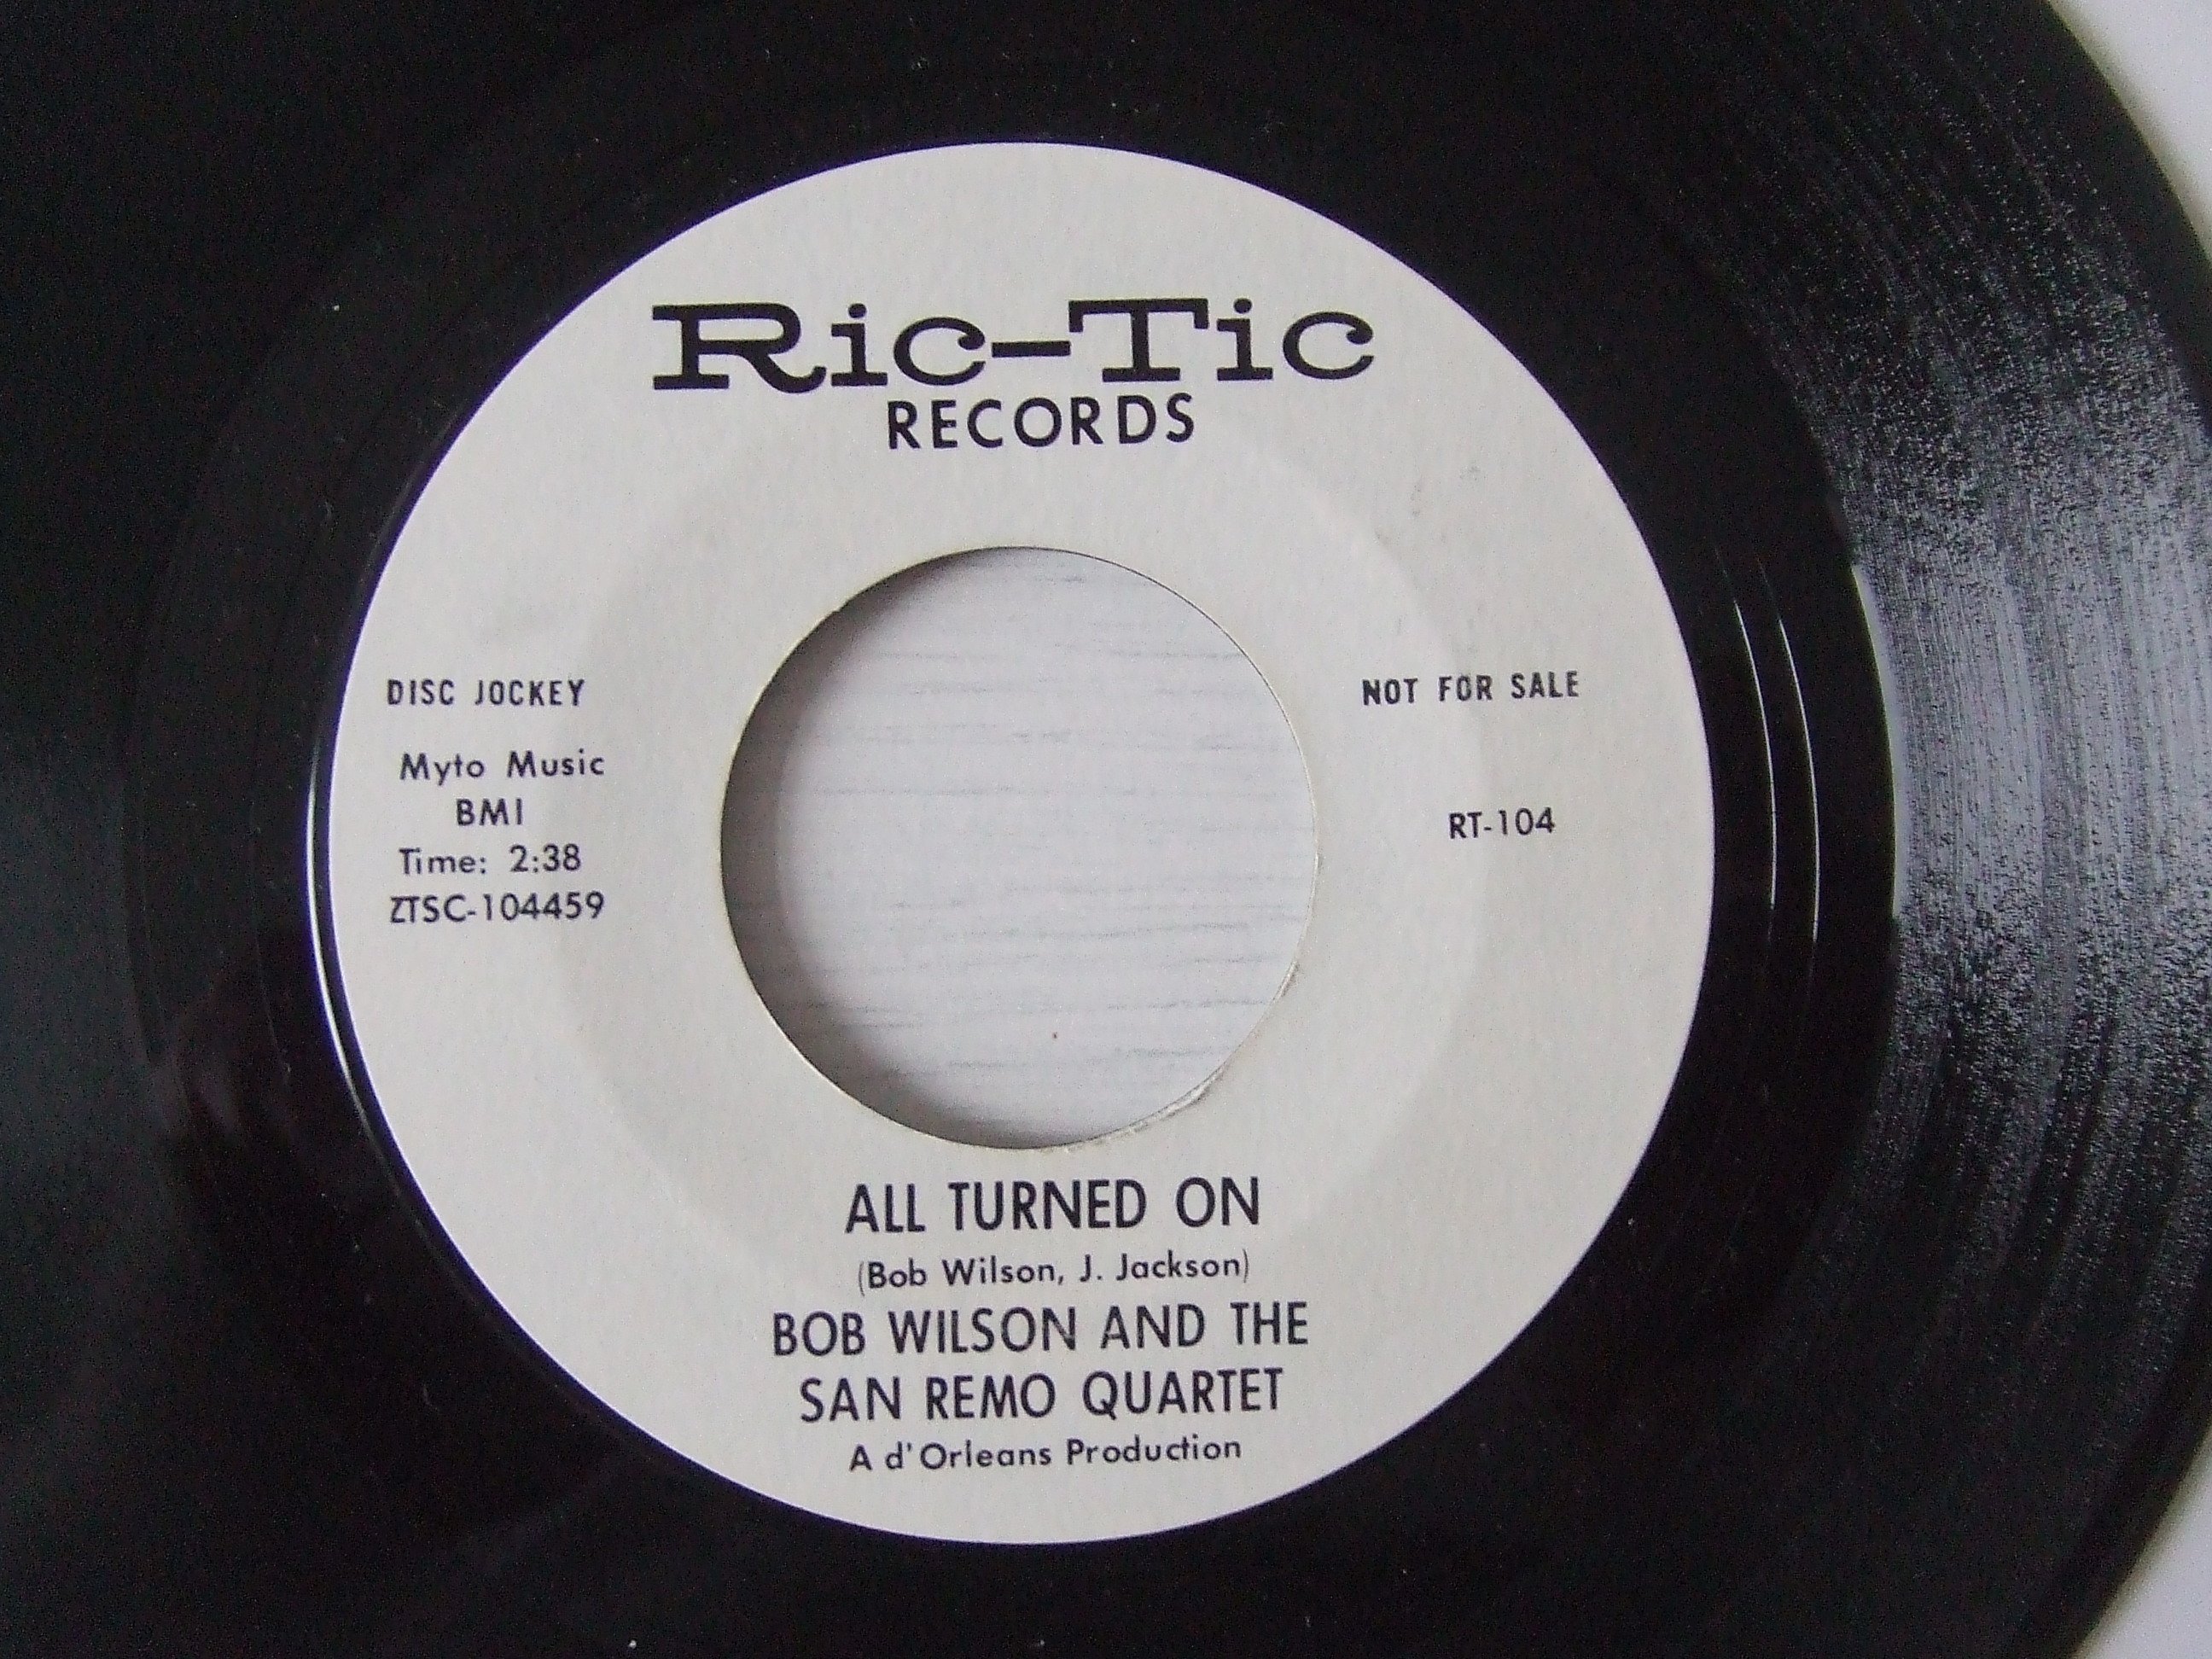 Ric-Tic
RECORDS
DISC JOCKEY
NOT FOR SALE
Myto Music
BMI
Time: 2:38
ZTSC-104459
RT-104
ALL TURNED ON
(Bob Wilson, J. Jackson)
BOB WILSON AND THE
SAN REMO QUARTET
A d'Orleans Production